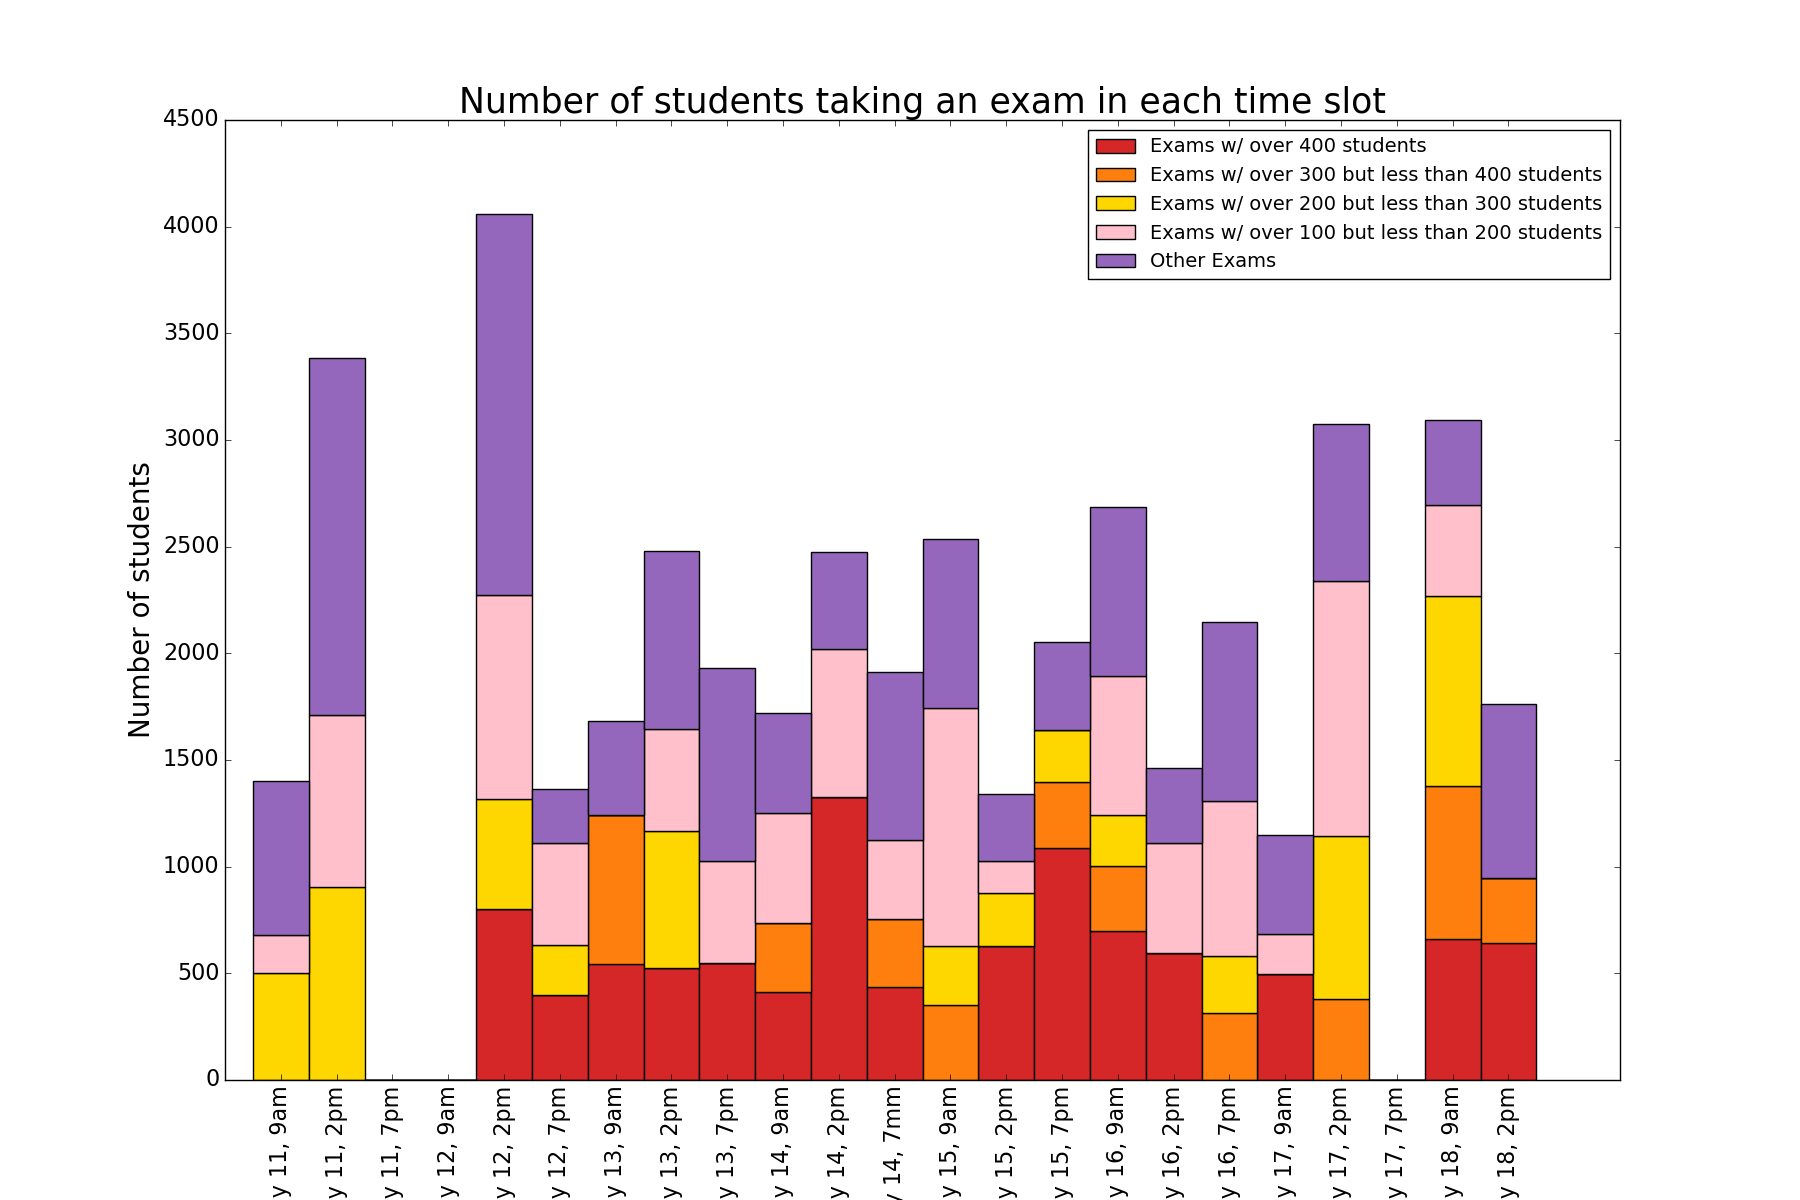 Number of students taking an exam in each time slot
Exams w/ over 400 students
Exams w/ over 300 but less than 400 students
Exams w/ over 200 but less than 300 students
Exams w/ over 100 but less than 200 students
Other Exams
Number of students
4500
4000
3500
3000
2500
2000
1500
1000
500
0
y 11, 9am
y 11, 2pm
y 11, 7pm
y 12, 9am
y 12, 2pm
y 12, 7pm
y 13, 9am
y 13, 2pm
y 13, 7pm
y 14, 9am
y 14, 2pm
y 14, 7mm
y 15, 9am
y 15, 2pm
y 15, 7pm
y 16, 9am
y 16, 2pm
y 16, 7pm
y 17, 9am
y 17, 2pm
y 17, 7pm
y 18, 9am
y 18, 2pm